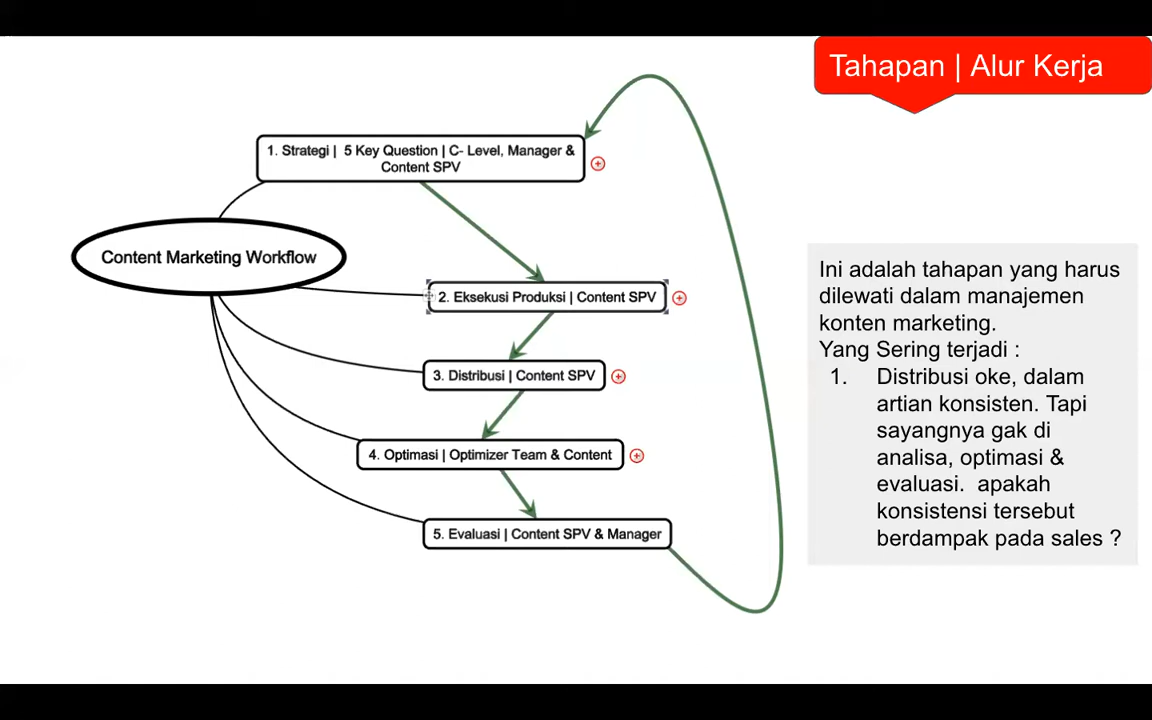 Tahapan | Alur Kerja
1. Strategi | 5 Key Question | C- Level, Manager &
Content SPV
Content Marketing Workflow
2. Eksekusi Produksi | Content SPV
3. Distribusi | Content SPV
4. Optimasi | Optimizer Team & Content
5. Evaluasi | Content SPV & Manager
Ini adalah tahapan yang harus
dilewati dalam manajemen
konten marketing.
Yang Sering terjadi :
1. Distribusi oke, dalam
artian konsisten. Tapi
sayangnya gak di
analisa, optimasi &
evaluasi. apakah
konsistensi tersebut
berdampak pada sales ?